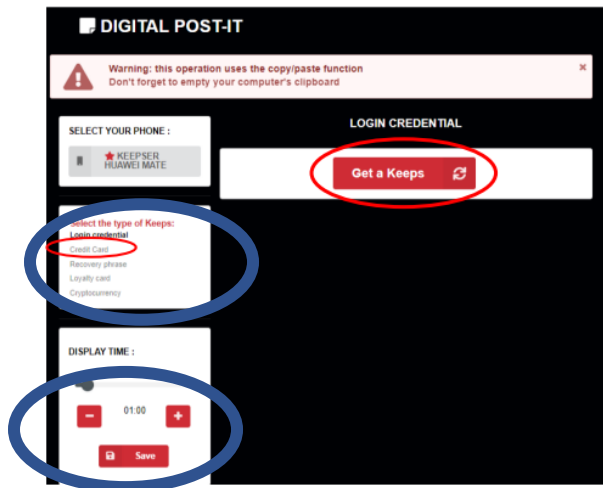 DIGITAL POST-IT
Warning: this operation uses the copy/paste function
Don't forget to empty your computer's clipboard
×
SELECT YOUR PHONE :
KEEPSER
HUAWEI MATE
LOGIN CREDENTIAL
Get a Keeps
Select the type of Keeps:
Login credential
Credit Card
Recovery phrase
Loyalty card
Cryptocurrency
DISPLAY TIME :
− 01:00 +
Save